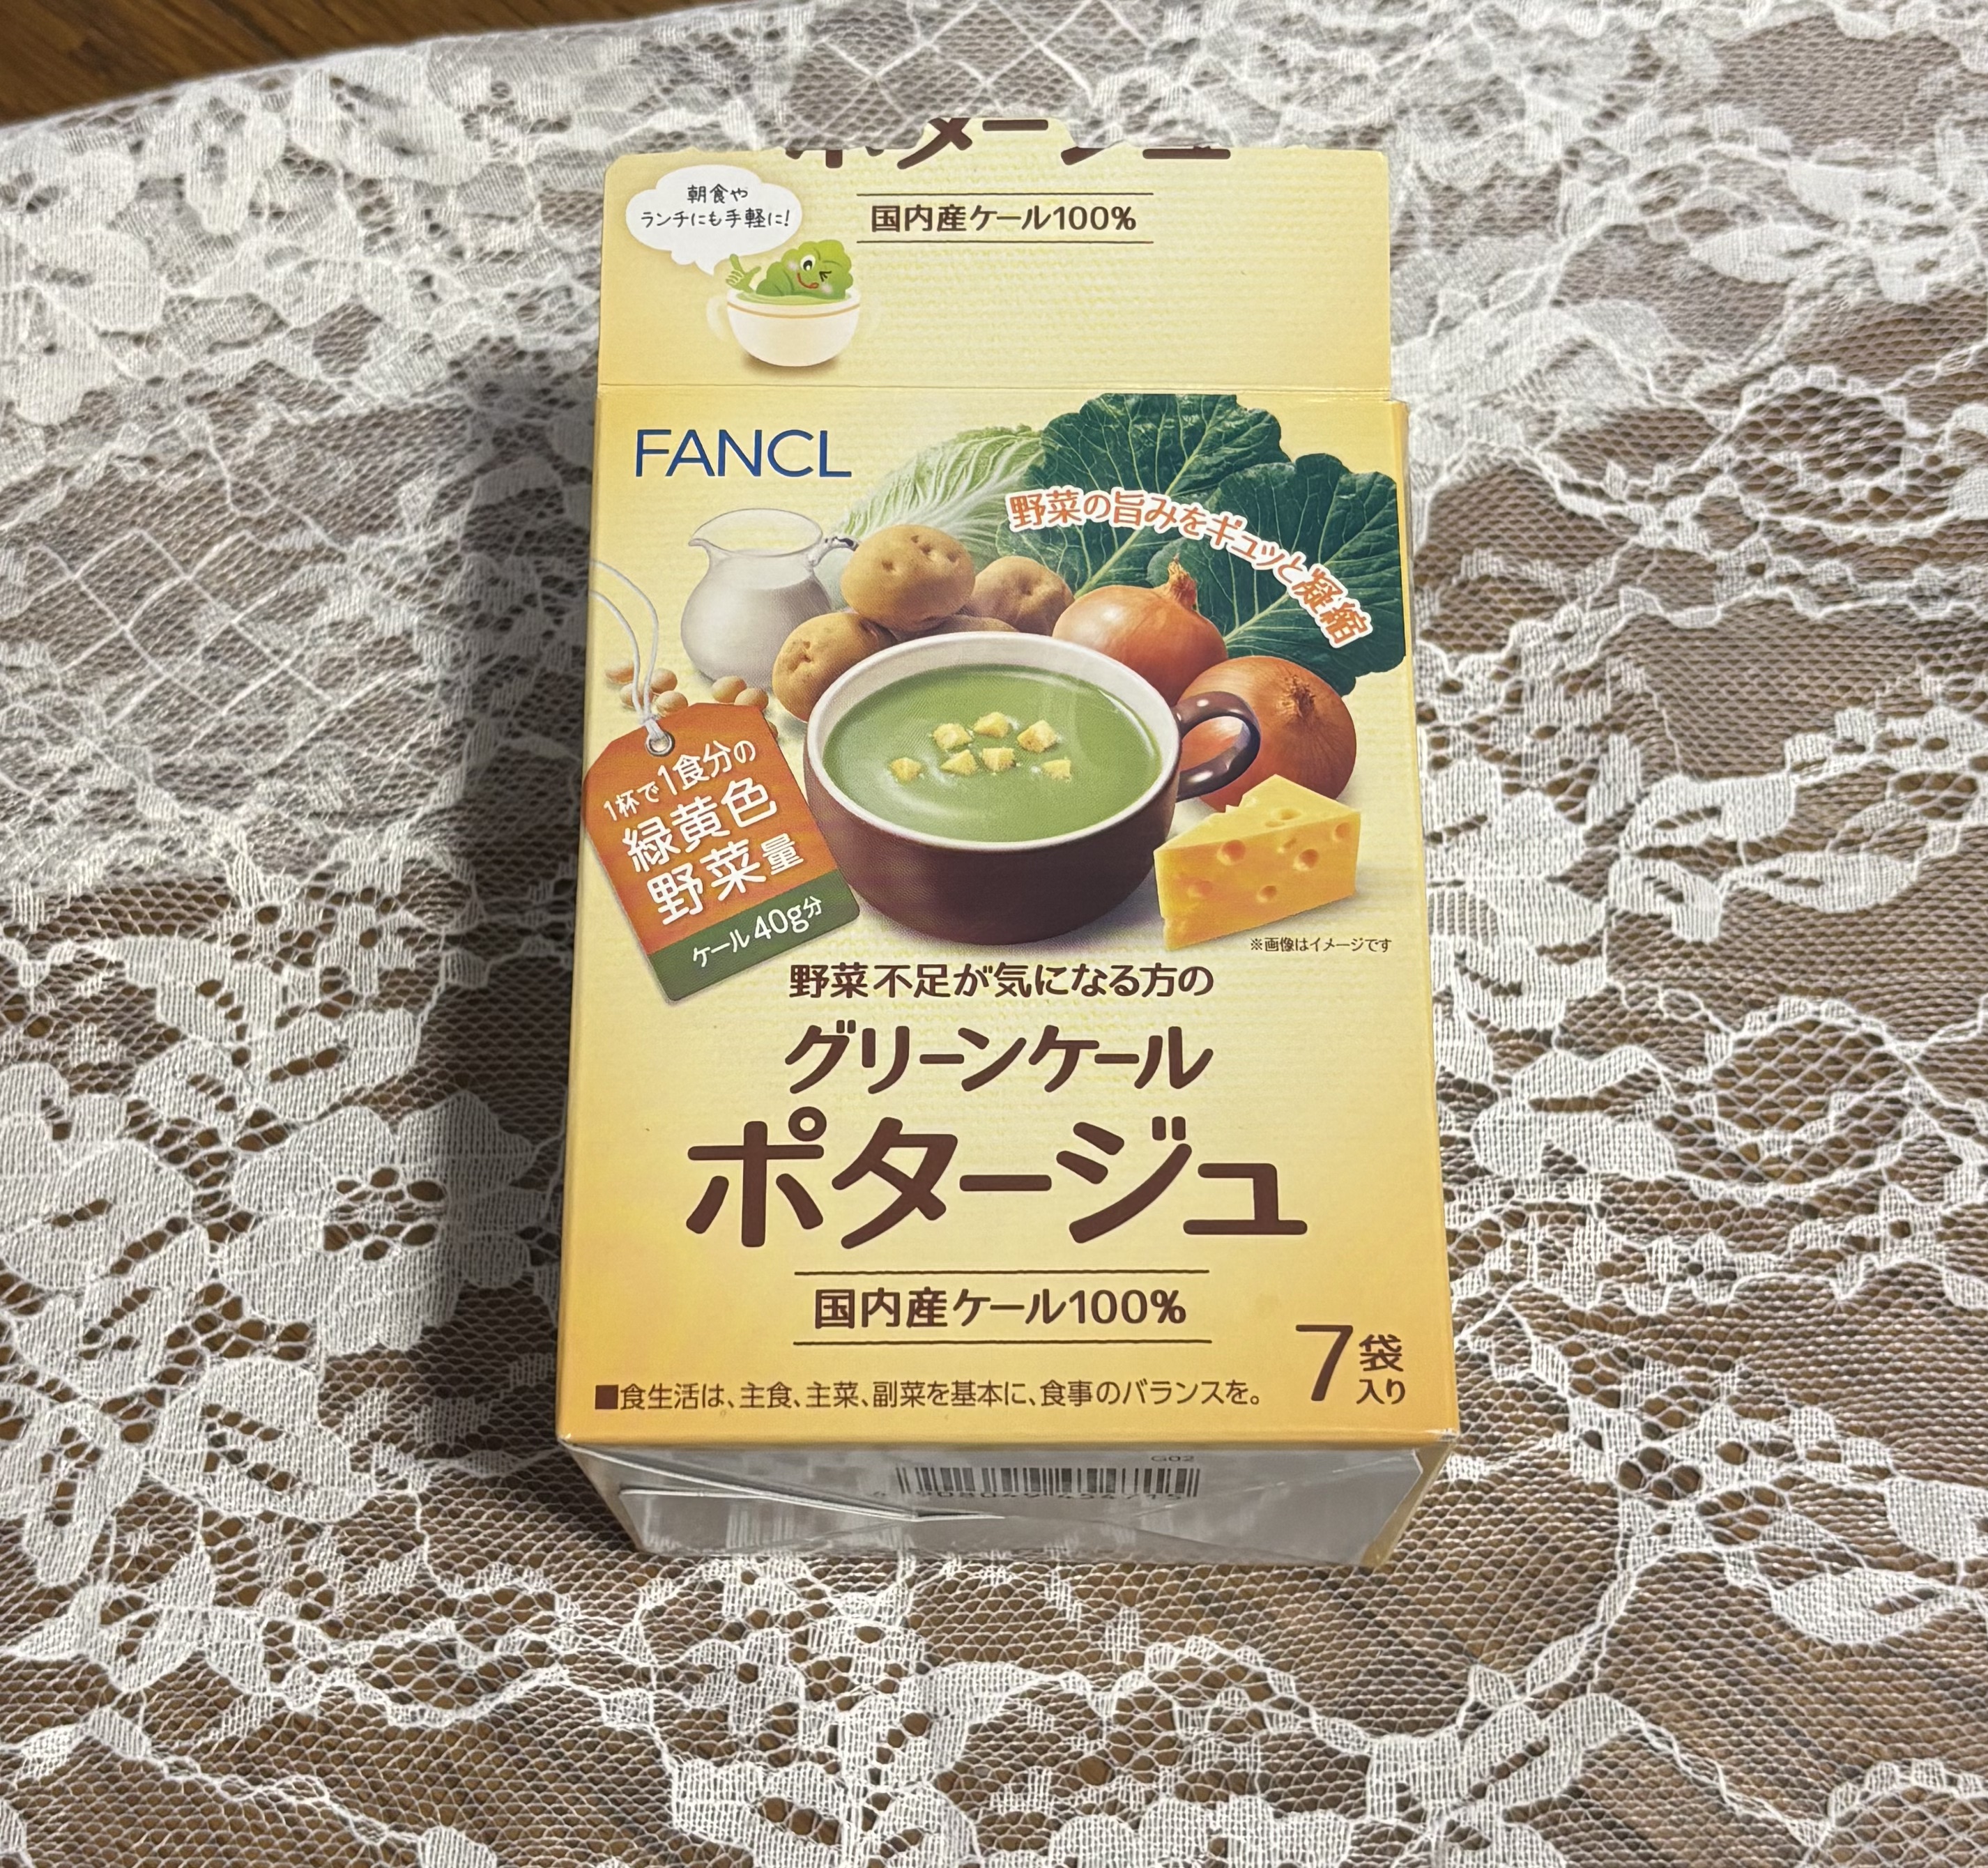 ポタージュ
朝食や
ランチにも手軽に!
国内産ケール100%
FANCL
野菜の旨みをギュッと凝縮
1杯で1食分の
緑黄色
野菜量
ケール40g分
※画像はイメージです
野菜不足が気になる方の
グリーンケール
ポタージュ
国内産ケール100%
7袋
入り
■食生活は、主食、主菜、副菜を基本に、食事のバランスを。
G02